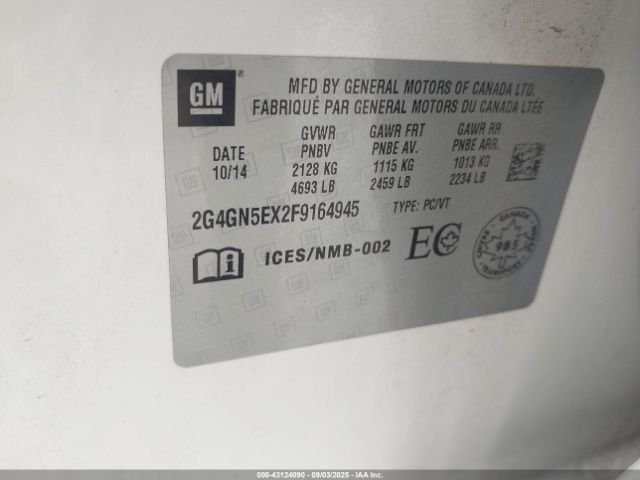 GM
MFD BY GENERAL MOTORS OF CANADA LTD.
FABRIQUÉ PAR GENERAL MOTORS DU CANADA LTÉE
GVWR GAWR FRT GAWR RR
DATE PNBV PNBE AV. PNBE ARR.
10/14 2128 KG 1115 KG 1013 KG
4693 LB 2459 LB 2234 LB
2G4GN5EX2F9164945 TYPE: PC/VT
i ICES/NMB-002 EC 985
000-43124090 - 09/03/2025 - IAA Inc.